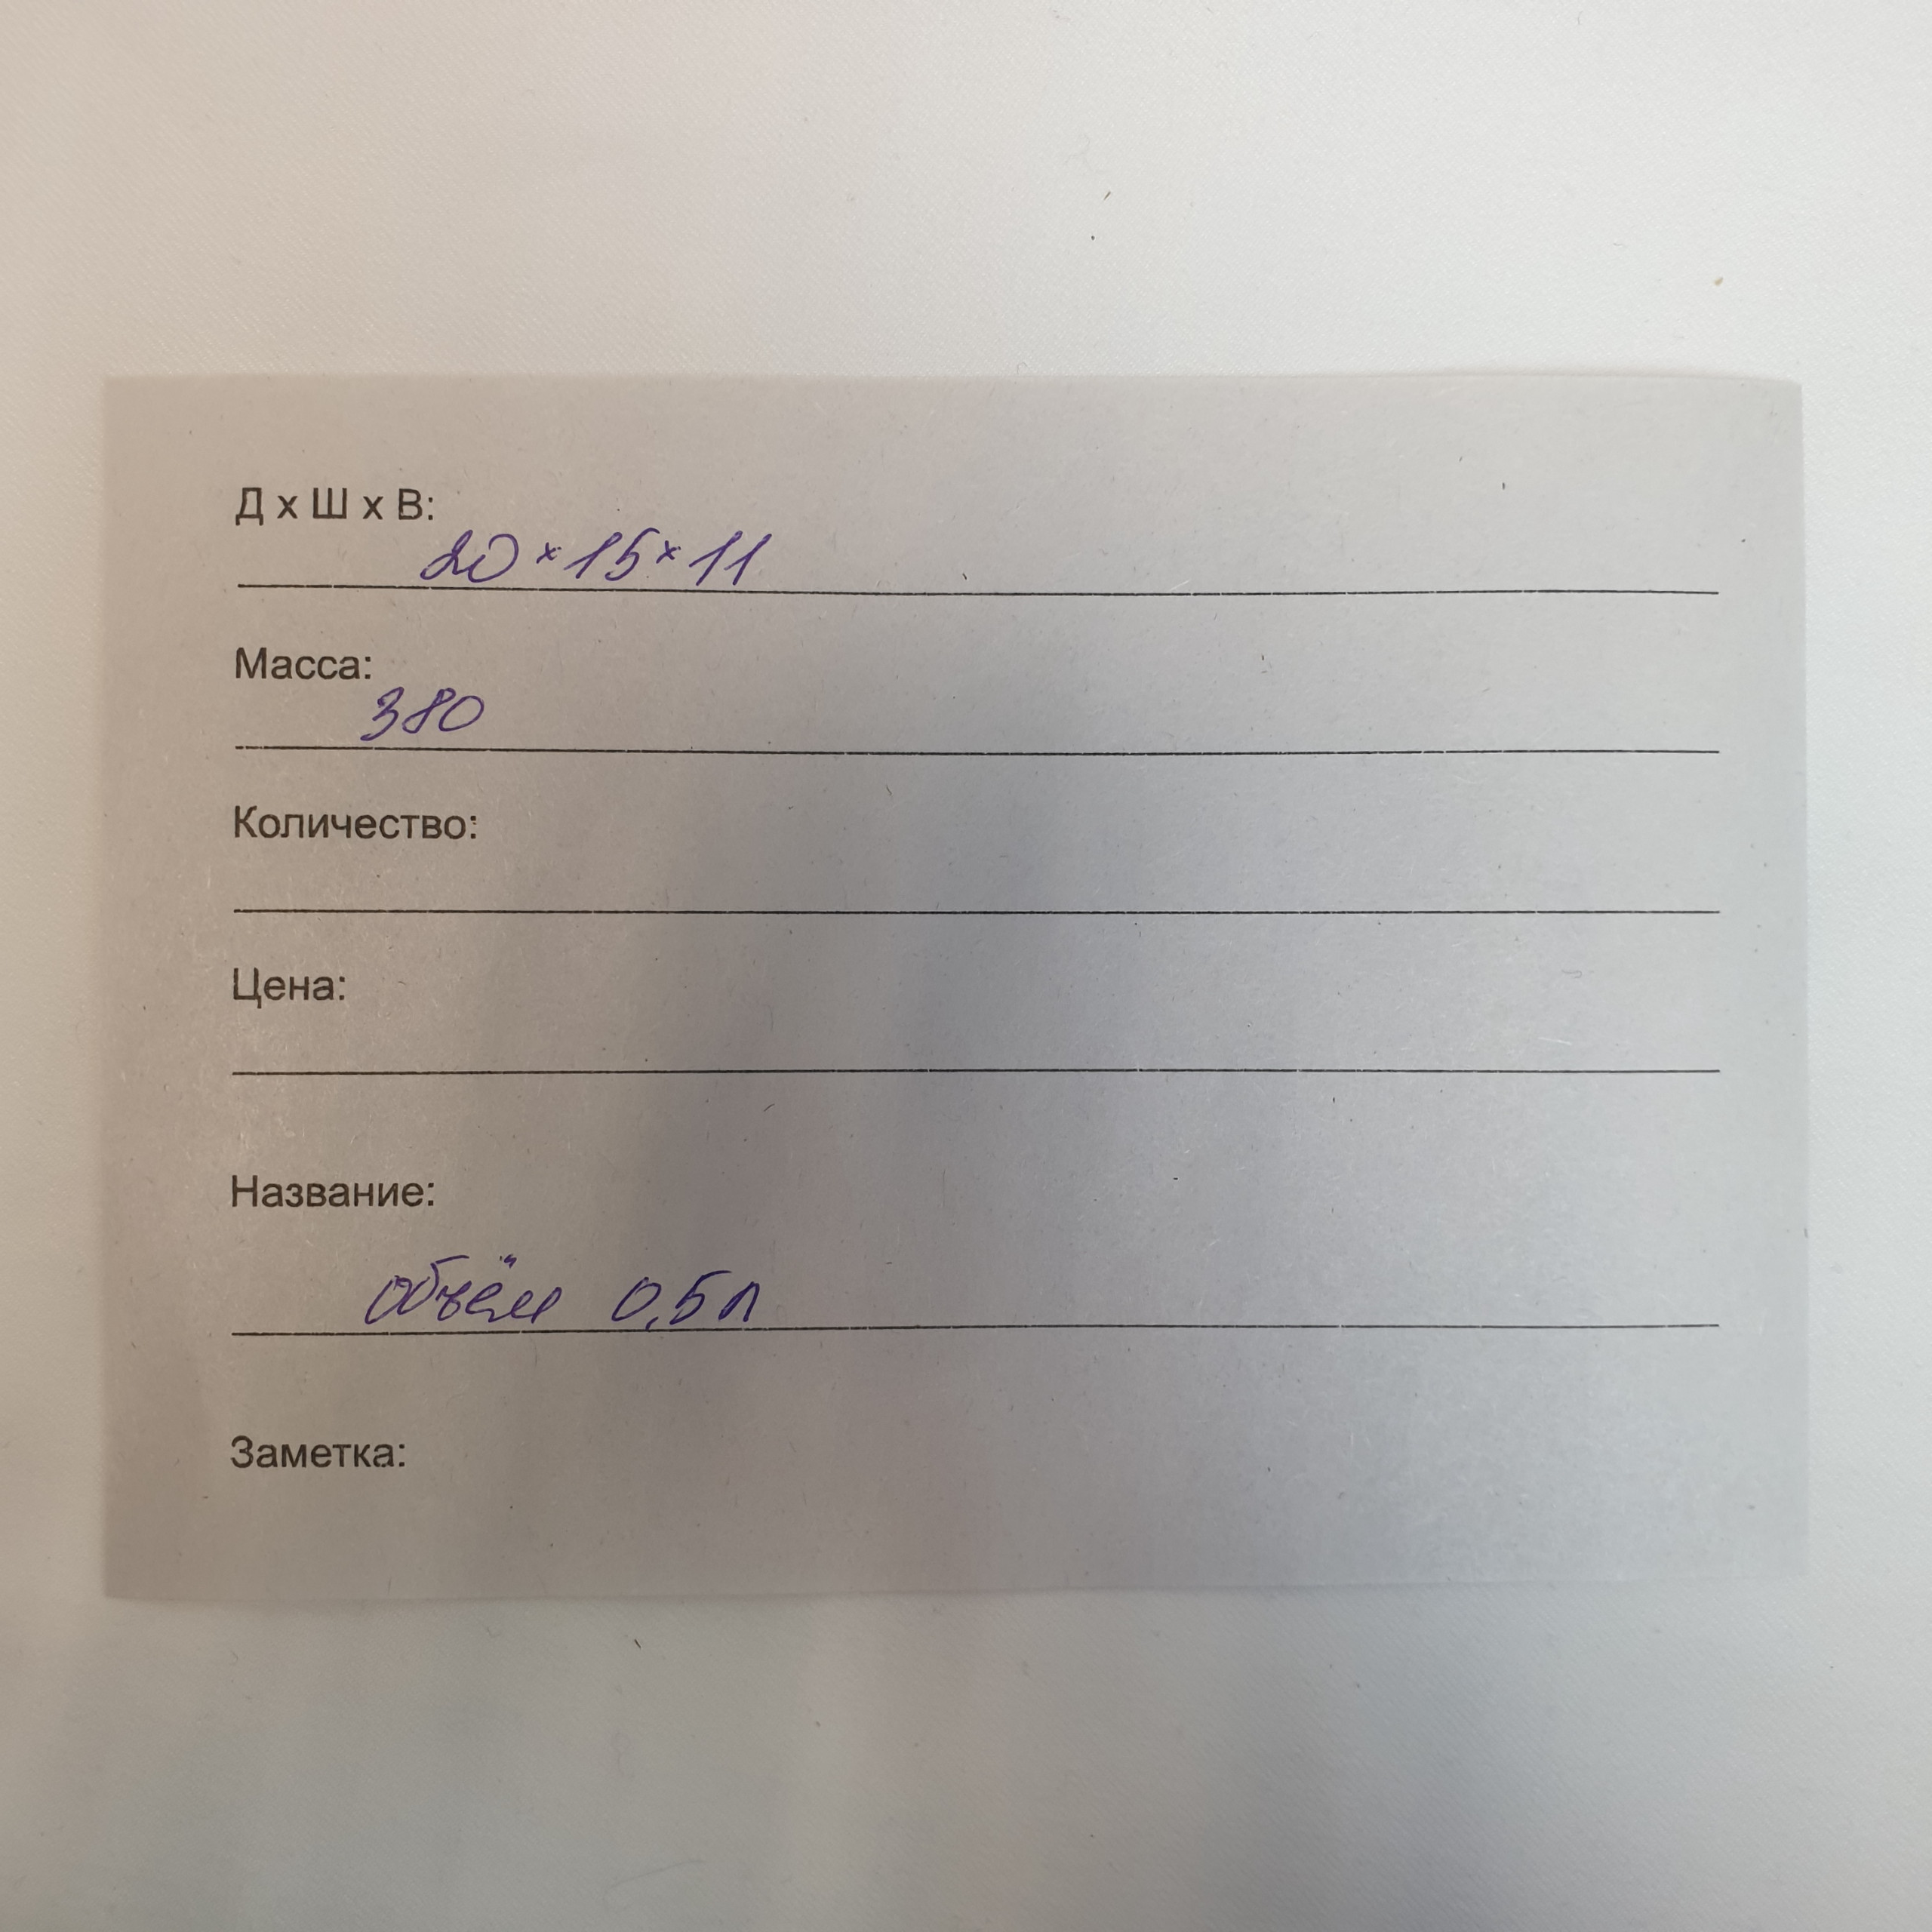 Д х Ш х В:
20×15×11
Масса:
380
Количество:
Цена:
Название:
объём 0,5л
Заметка: